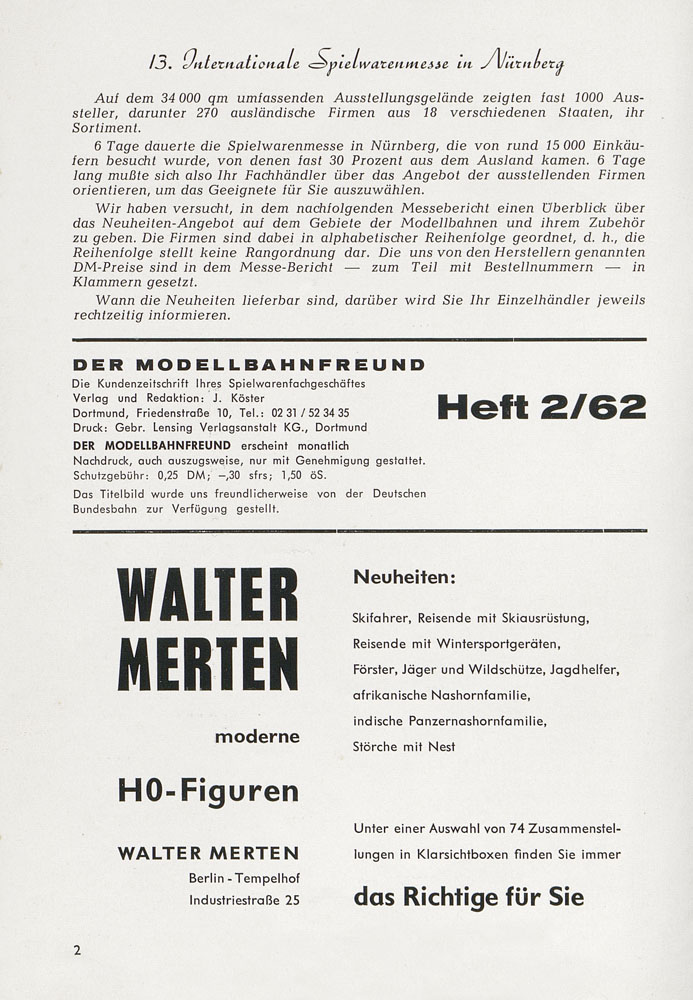 13. Internationale Spielwarenmesse in Nürnberg
Auf dem 34 000 qm umfassenden Ausstellungsgelände zeigten fast 1000 Aus-
steller, darunter 270 ausländische Firmen aus 18 verschiedenen Staaten, ihr
Sortiment.
6 Tage dauerte die Spielwarenmesse in Nürnberg, die von rund 15 000 Einkäu-
fern besucht wurde, von denen fast 30 Prozent aus dem Ausland kamen. 6 Tage
lang mußte sich also Ihr Fachhändler über das Angebot der ausstellenden Firmen
orientieren, um das Geeignete für Sie auszuwählen.
Wir haben versucht, in dem nachfolgenden Messebericht einen Überblick über
das Neuheiten-Angebot auf dem Gebiete der Modellbahnen und ihrem Zubehör
zu geben. Die Firmen sind dabei in alphabetischer Reihenfolge geordnet, d. h., die
Reihenfolge stellt keine Rangordnung dar. Die uns von den Herstellern genannten
DM-Preise sind in dem Messe-Bericht — zum Teil mit Bestellnummern — in
Klammern gesetzt.
Wann die Neuheiten lieferbar sind, darüber wird Sie Ihr Einzelhändler jeweils
rechtzeitig informieren.
DER MODELLBAHNFREUND
Die Kundenzeitschrift Ihres Spielwarenfachgeschäftes
Verlag und Redaktion: J. Köster
Dortmund, Friedenstraße 10, Tel.: 02 31 / 52 34 35
Druck: Gebr. Lensing Verlagsanstalt KG., Dortmund
DER MODELLBAHNFREUND erscheint monatlich
Nachdruck, auch auszugsweise, nur mit Genehmigung gestattet.
Schutzgebühr: 0,25 DM; –,30 sfrs; 1,50 öS.
Das Titelbild wurde uns freundlicherweise von der Deutschen
Bundesbahn zur Verfügung gestellt.
Heft 2/62
WALTER
MERTEN
moderne
H0-Figuren
WALTER MERTEN
Berlin - Tempelhof
Industriestraße 25
Neuheiten:
Skifahrer, Reisende mit Skiausrüstung,
Reisende mit Wintersportgeräten,
Förster, Jäger und Wildschütze, Jagdhelfer,
afrikanische Nashornfamilie,
indische Panzernashornfamilie,
Störche mit Nest
Unter einer Auswahl von 74 Zusammenstel-
lungen in Klarsichtboxen finden Sie immer
das Richtige für Sie
2